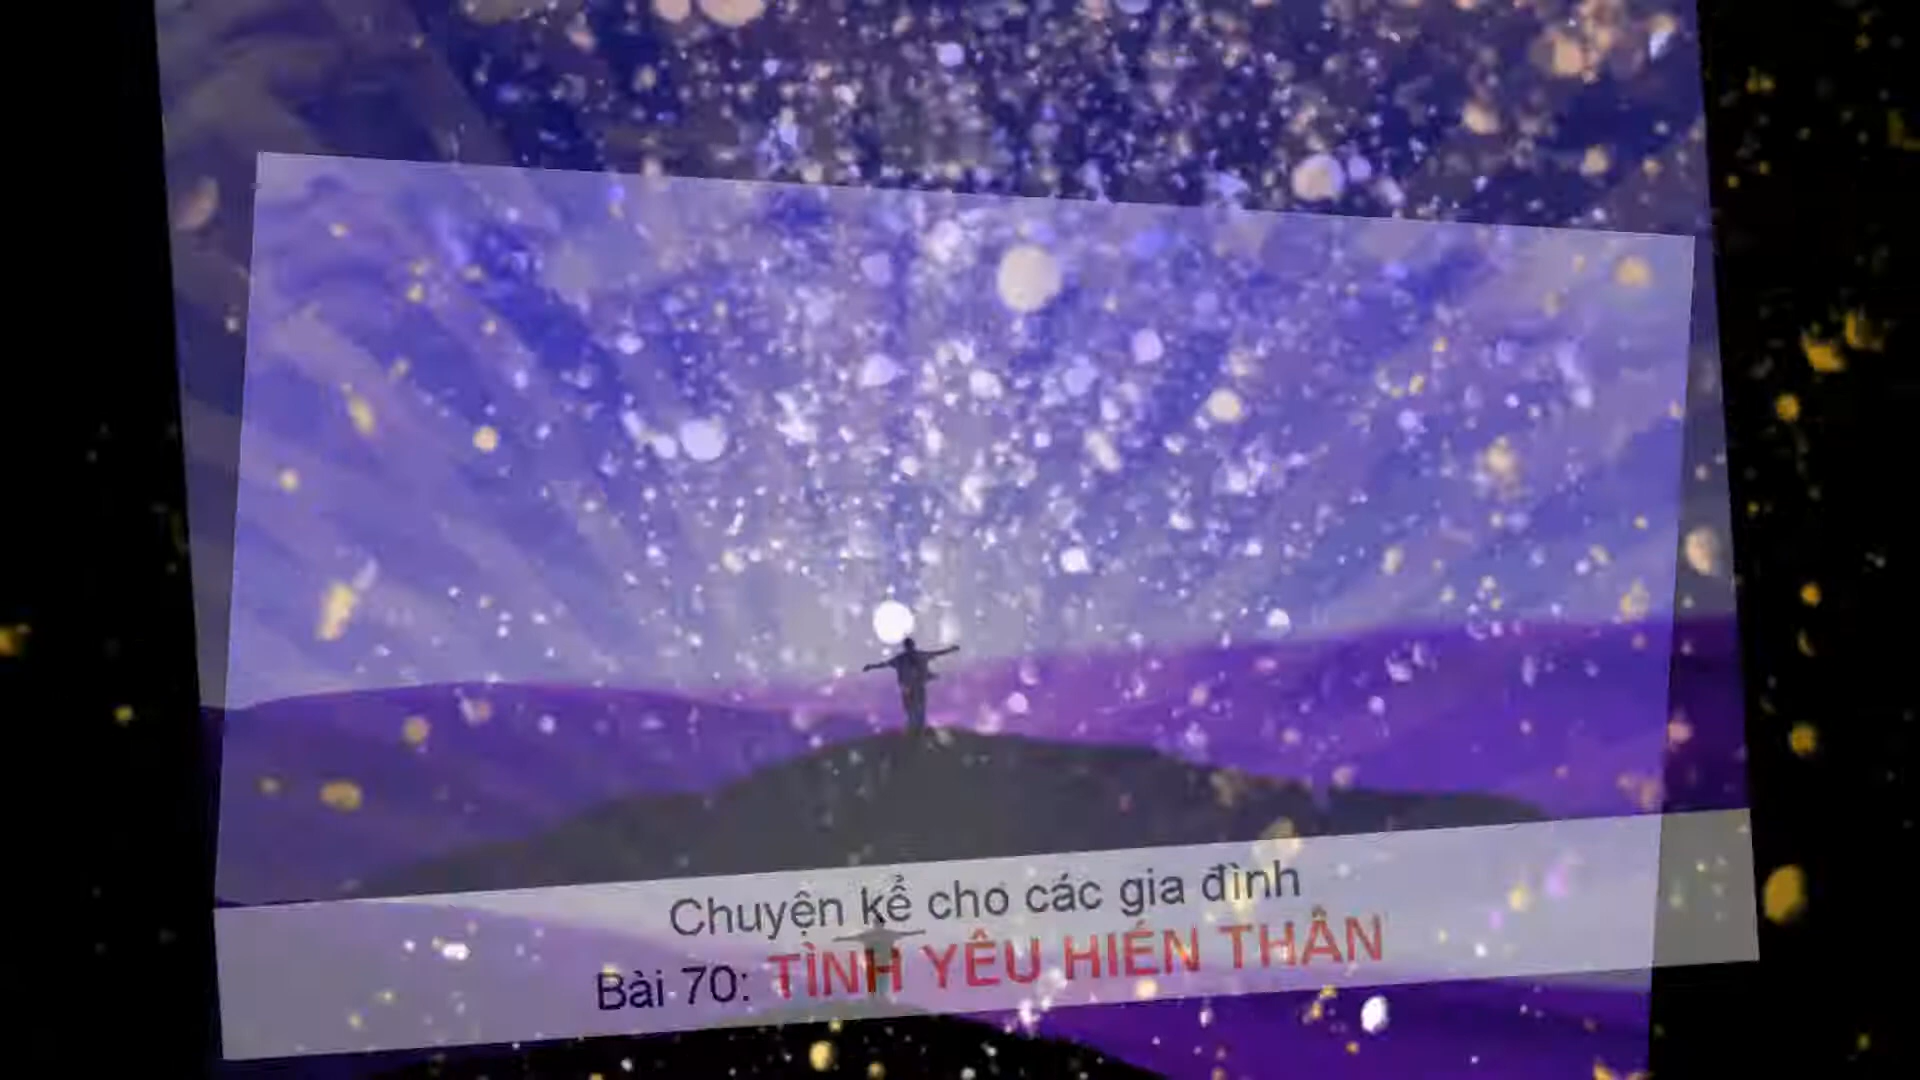 Chuyện kể cho các gia đình
Bài 70: TÌNH YÊU HIẾN THÂN